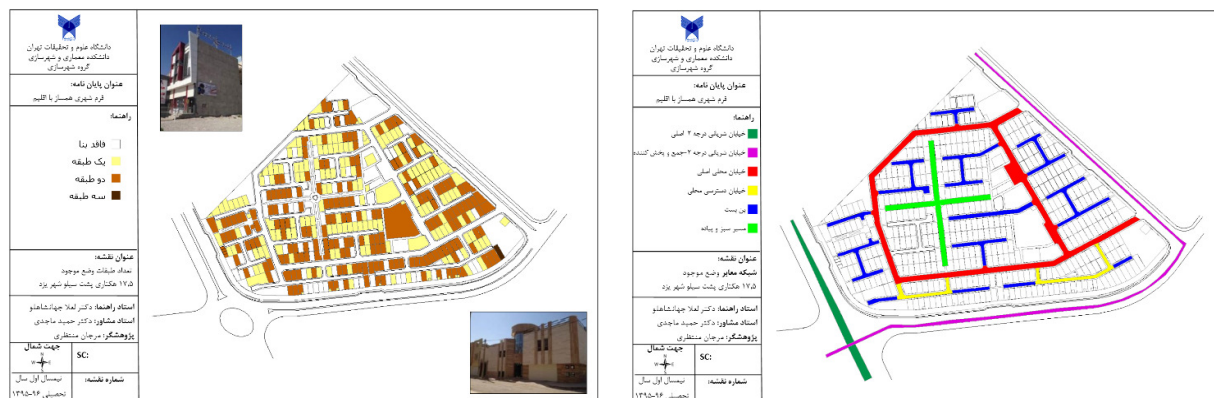 دانشگاه علوم و تحقیقات تهران
دانشکده معماری و شهرسازی
گروه شهرسازی
عنوان پایان نامه:
فرم شهری همساز با اقلیم
راهنما:
فاقد بنا
یک طبقه
دو طبقه
سه طبقه
عنوان نقشه:
تعداد طبقات وضع موجود
۱۷,۵ هکتاری پشت سیلو شهر یزد
استاد راهنما: دکتر لعلا جهانشاهلو
استاد مشاور: دکتر حمید ماجدی
پژوهشگر: مرجان منتظری
جهت شمال
SC:
شماره نقشه:
نیمسال اول سال
تحصیلی ۹۶-۱۳۹۵
دانشگاه علوم و تحقیقات تهران
دانشکده معماری و شهرسازی
گروه شهرسازی
عنوان پایان نامه:
فرم شهری همساز با اقلیم
راهنما:
خیابان شریانی درجه ۲ اصلی
خیابان شریانی درجه ۲-جمع و پخش کننده
خیابان محلی اصلی
خیابان دسترسی محلی
بن بست
مسیر سبز و پیاده
عنوان نقشه:
شبکه معابر وضع موجود
۱۷,۵ هکتاری پشت سیلو شهر یزد
استاد راهنما: دکتر لعلا جهانشاهلو
استاد مشاور: دکتر حمید ماجدی
پژوهشگر: مرجان منتظری
جهت شمال
SC:
شماره نقشه:
نیمسال اول سال
تحصیلی ۹۶-۱۳۹۵